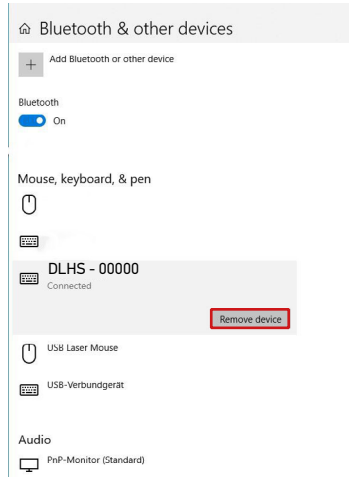 Bluetooth & other devices
Add Bluetooth or other device
Bluetooth
On
Mouse, keyboard, & pen
DLHS - 00000
Connected
Remove device
USB Laser Mouse
USB-Verbundgerät
Audio
PnP-Monitor (Standard)